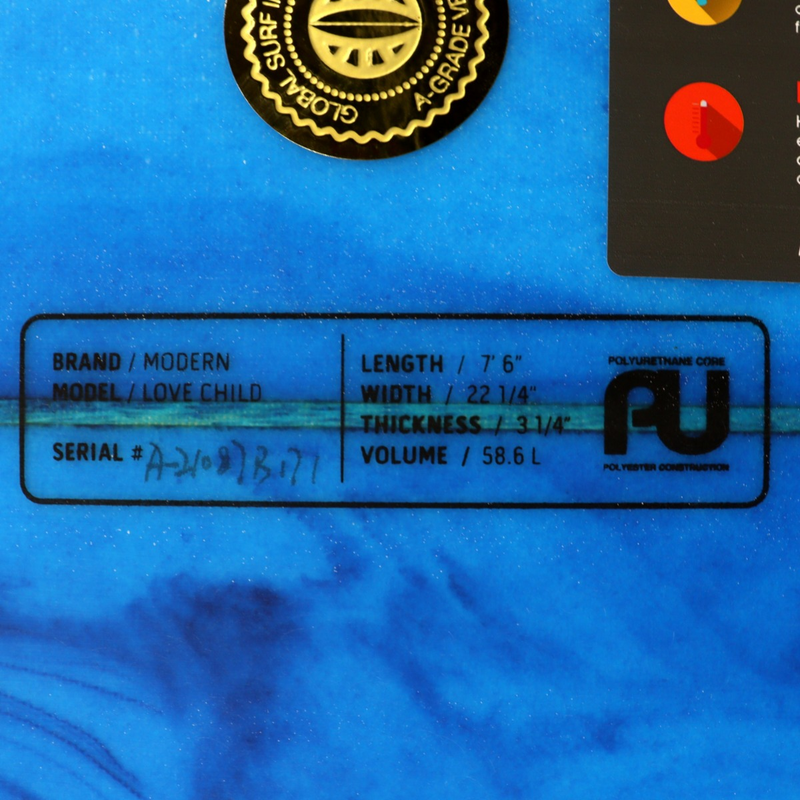 GLOBAL SURF
A-GRADE
BRAND / MODERN
MODEL / LOVE CHILD
SERIAL #
LENGTH / 7' 6"
WIDTH / 22 1/4"
THICKNESS / 3 1/4"
VOLUME / 58.6 L
POLYURETHANE CORE
PU
POLYESTER CONSTRUCTION